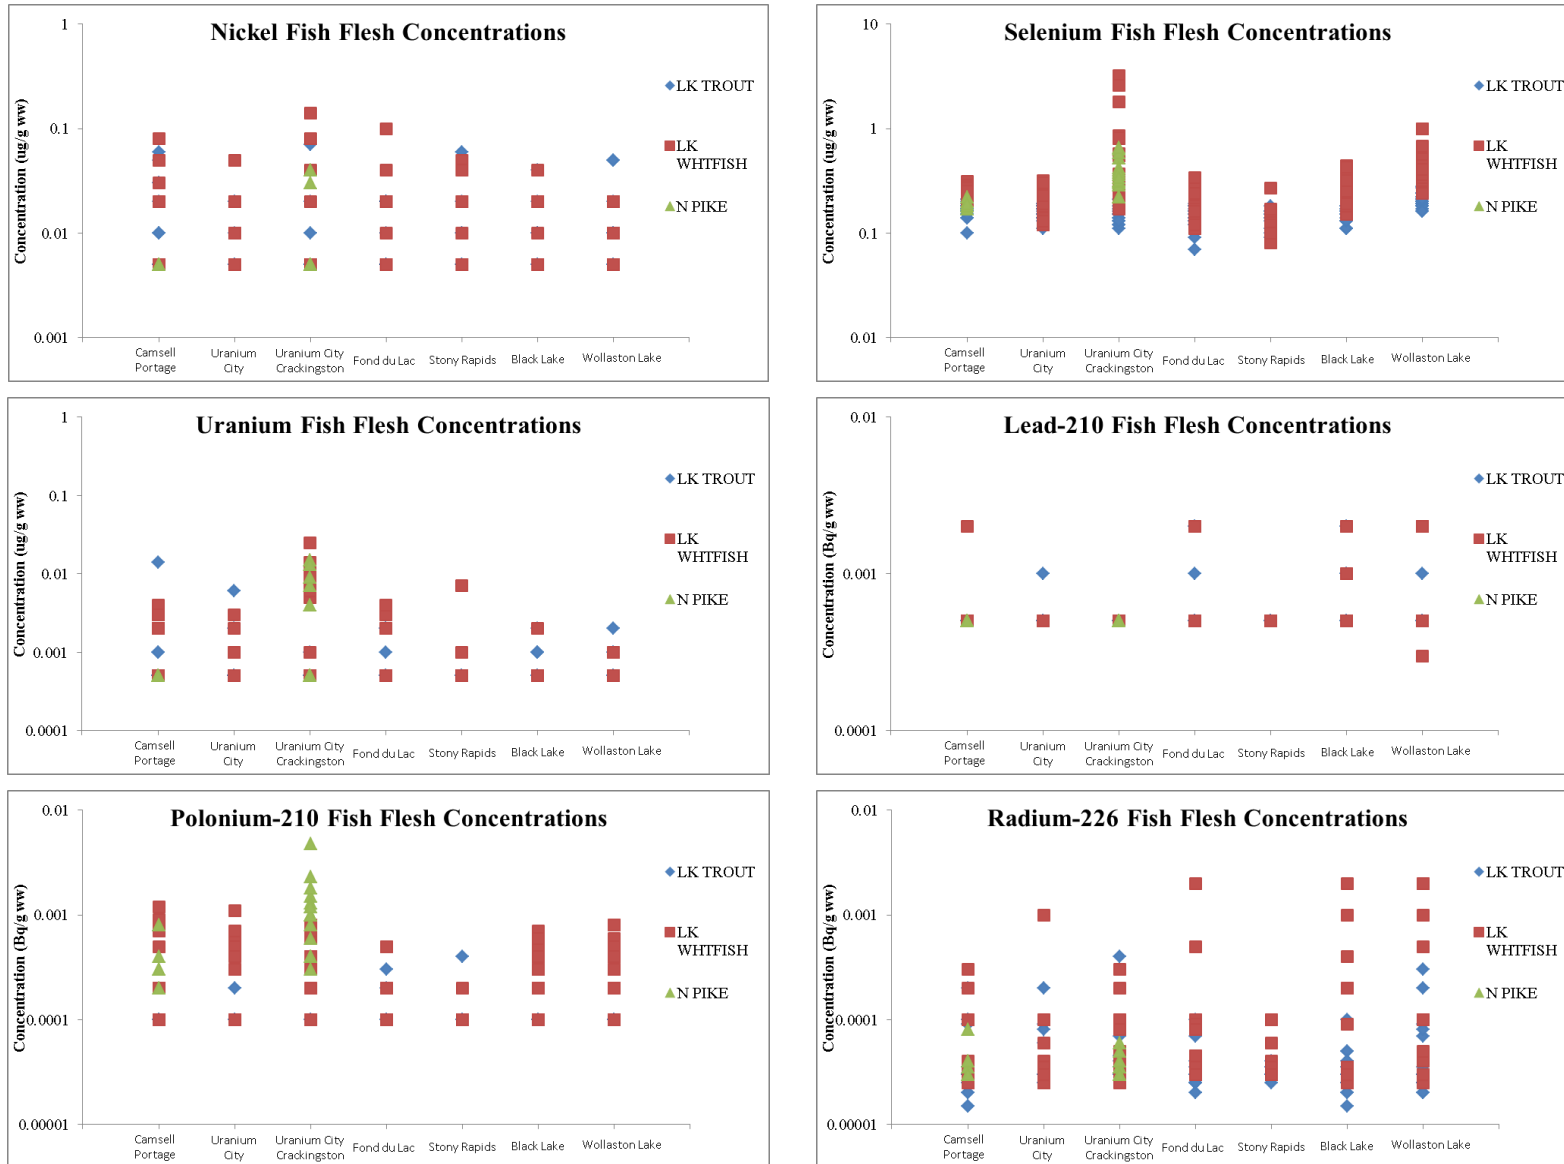 Nickel Fish Flesh Concentrations
Concentration (ug/g ww)
1
0.1
0.01
0.001
Camsell
Portage
Uranium
City
Uranium City
Crackingston
Fond du Lac
Stony Rapids
Black Lake
Wollaston Lake
LK TROUT
LK
WHTFISH
N PIKE
Selenium Fish Flesh Concentrations
Concentration (ug/g ww)
10
1
0.1
0.01
Camsell
Portage
Uranium
City
Uranium City
Crackingston
Fond du Lac
Stony Rapids
Black Lake
Wollaston Lake
LK TROUT
LK
WHTFISH
N PIKE
Uranium Fish Flesh Concentrations
Concentration (ug/g ww)
1
0.1
0.01
0.001
0.0001
Camsell
Portage
Uranium
City
Uranium City
Crackingston
Fond du Lac
Stony Rapids
Black Lake
Wollaston Lake
LK TROUT
LK
WHTFISH
N PIKE
Lead-210 Fish Flesh Concentrations
Concentration (Bq/g ww)
0.01
0.001
0.0001
Camsell
Portage
Uranium
City
Uranium City
Crackingston
Fond du Lac
Stony Rapids
Black Lake
Wollaston Lake
LK TROUT
LK
WHTFISH
N PIKE
Polonium-210 Fish Flesh Concentrations
Concentration (Bq/g ww)
0.01
0.001
0.0001
0.00001
Camsell
Portage
Uranium
City
Uranium City
Crackingston
Fond du Lac
Stony Rapids
Black Lake
Wollaston Lake
LK TROUT
LK
WHTFISH
N PIKE
Radium-226 Fish Flesh Concentrations
Concentration (Bq/g ww)
0.01
0.001
0.0001
0.00001
Camsell
Portage
Uranium
City
Uranium City
Crackingston
Fond du Lac
Stony Rapids
Black Lake
Wollaston Lake
LK TROUT
LK
WHTFISH
N PIKE